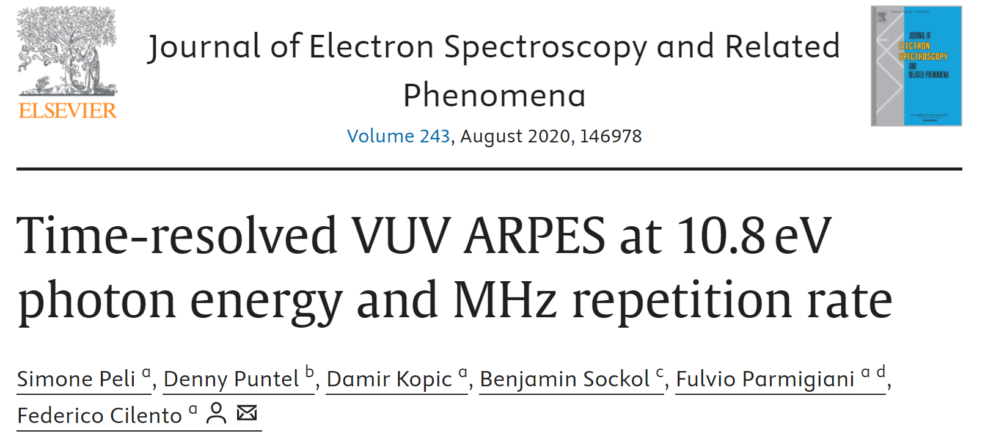 Journal of Electron Spectroscopy and Related
Phenomena
Volume 243, August 2020, 146978
ELSEVIER
JOURNAL OF
ELECTRON
SPECTROSCOPY
AND
RELATED PHENOMENA
Time-resolved VUV ARPES at 10.8 eV
photon energy and MHz repetition rate
Simone Peli a, Denny Puntel b, Damir Kopic a, Benjamin Sockol c, Fulvio Parmigiani a d,
Federico Cilento a